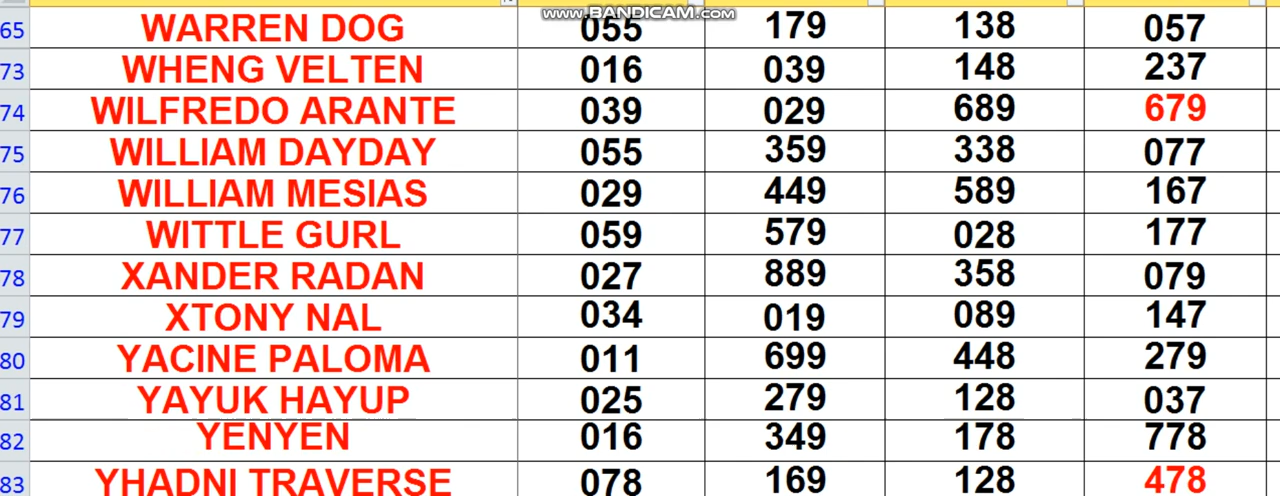 www.BANDICAM.com
65 WARREN DOG 055 179 138 057
73 WHENG VELTEN 016 039 148 237
74 WILFREDO ARANTE 039 029 689 679
75 WILLIAM DAYDAY 055 359 338 077
76 WILLIAM MESIAS 029 449 589 167
77 WITTLE GURL 059 579 028 177
78 XANDER RADAN 027 889 358 079
79 XTONY NAL 034 019 089 147
80 YACINE PALOMA 011 699 448 279
81 YAYUK HAYUP 025 279 128 037
82 YENYEN 016 349 178 778
83 YHADNI TRAVERSE 078 169 128 478